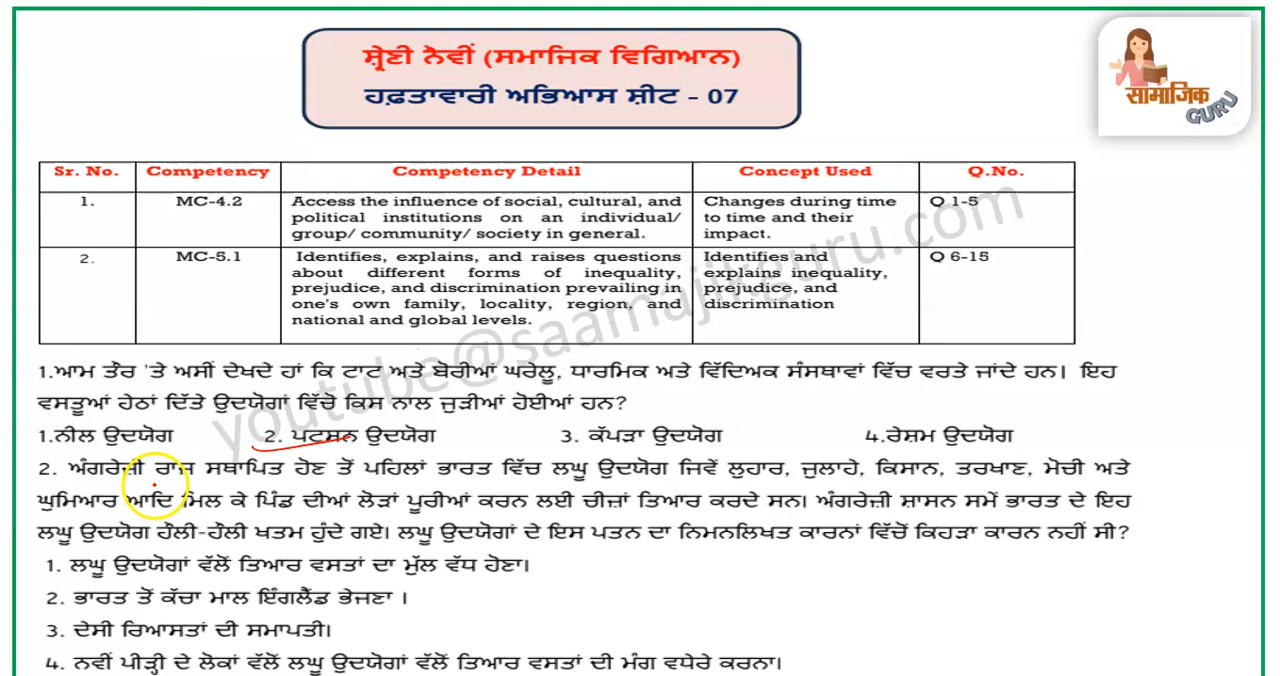 ਸ਼੍ਰੇਣੀ ਨੌਵੀਂ (ਸਮਾਜਿਕ ਵਿਗਿਆਨ)
ਹਫ਼ਤਾਵਾਰੀ ਅਭਿਆਸ ਸ਼ੀਟ - 07
सामाजिक
GURU
Sr. No. Competency Competency Detail Concept Used Q.No.
1. MC-4.2 Access the influence of social, cultural, and political institutions on an individual/ group/ community/ society in general. Changes during time to time and their impact. Q 1-5
2. MC-5.1 Identifies, explains, and raises questions about different forms of inequality, prejudice, and discrimination prevailing in one's own family, locality, region, and national and global levels. Identifies and explains inequality, prejudice, and discrimination Q 6-15
youtube@saamajikguru.com
1.ਆਮ ਤੌਰ 'ਤੇ ਅਸੀਂ ਦੇਖਦੇ ਹਾਂ ਕਿ ਟਾਟ ਅਤੇ ਬੋਰੀਆਂ ਘਰੇਲੂ, ਧਾਰਮਿਕ ਅਤੇ ਵਿੱਦਿਅਕ ਸੰਸਥਾਵਾਂ ਵਿੱਚ ਵਰਤੇ ਜਾਂਦੇ ਹਨ। ਇਹ
ਵਸਤੂਆਂ ਹੇਠਾਂ ਦਿੱਤੇ ਉਦਯੋਗਾਂ ਵਿੱਚੋ ਕਿਸ ਨਾਲ ਜੁੜੀਆਂ ਹੋਈਆਂ ਹਨ?
1.ਨੀਲ ਉਦਯੋਗ 2. ਪਟਸਨ ਉਦਯੋਗ 3. ਕੱਪੜਾ ਉਦਯੋਗ 4.ਰੇਸ਼ਮ ਉਦਯੋਗ
2. ਅੰਗਰੇਜ਼ੀ ਰਾਜ ਸਥਾਪਿਤ ਹੋਣ ਤੋਂ ਪਹਿਲਾਂ ਭਾਰਤ ਵਿੱਚ ਲਘੂ ਉਦਯੋਗ ਜਿਵੇਂ ਲੁਹਾਰ, ਜੁਲਾਹੇ, ਕਿਸਾਨ, ਤਰਖਾਣ, ਮੋਚੀ ਅਤੇ
ਘੁਮਿਆਰ ਆਦਿ ਮਿਲ ਕੇ ਪਿੰਡ ਦੀਆਂ ਲੋੜਾਂ ਪੂਰੀਆਂ ਕਰਨ ਲਈ ਚੀਜ਼ਾਂ ਤਿਆਰ ਕਰਦੇ ਸਨ। ਅੰਗਰੇਜ਼ੀ ਸ਼ਾਸਨ ਸਮੇਂ ਭਾਰਤ ਦੇ ਇਹ
ਲਘੂ ਉਦਯੋਗ ਹੌਲੀ-ਹੌਲੀ ਖਤਮ ਹੁੰਦੇ ਗਏ। ਲਘੂ ਉਦਯੋਗਾਂ ਦੇ ਇਸ ਪਤਨ ਦਾ ਨਿਮਨਲਿਖਤ ਕਾਰਨਾਂ ਵਿੱਚੋਂ ਕਿਹੜਾ ਕਾਰਨ ਨਹੀਂ ਸੀ?
1. ਲਘੂ ਉਦਯੋਗਾਂ ਵੱਲੋਂ ਤਿਆਰ ਵਸਤਾਂ ਦਾ ਮੁੱਲ ਵੱਧ ਹੋਣਾ।
2. ਭਾਰਤ ਤੋਂ ਕੱਚਾ ਮਾਲ ਇੰਗਲੈਂਡ ਭੇਜਣਾ ।
3. ਦੇਸੀ ਰਿਆਸਤਾਂ ਦੀ ਸਮਾਪਤੀ।
4. ਨਵੀਂ ਪੀੜ੍ਹੀ ਦੇ ਲੋਕਾਂ ਵੱਲੋਂ ਲਘੂ ਉਦਯੋਗਾਂ ਵੱਲੋਂ ਤਿਆਰ ਵਸਤਾਂ ਦੀ ਮੰਗ ਵਧੇਰੇ ਕਰਨਾ।